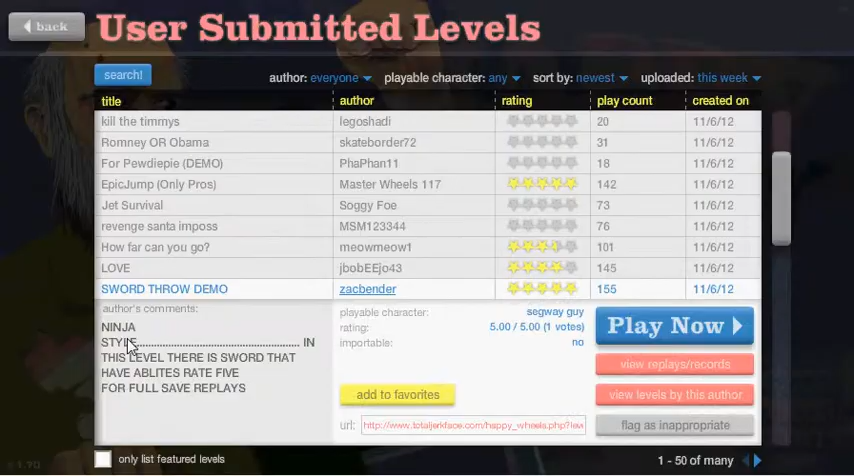 back
User Submitted Levels
search!
author: everyone playable character: any sort by: newest uploaded: this week
title author rating play count created on
kill the timmys legoshadi 20 11/6/12
Romney OR Obama skateborder72 31 11/6/12
For Pewdiepie (DEMO) PhaPhan11 18 11/6/12
EpicJump (Only Pros) Master Wheels 117 142 11/6/12
Jet Survival Soggy Foe 73 11/6/12
revenge santa imposs MSM123344 76 11/6/12
How far can you go? meowmeow1 101 11/6/12
LOVE jbobEEjo43 145 11/6/12
SWORD THROW DEMO zacbender 155 11/6/12
author's comments:
NINJA
STYLE.................................................... IN
THIS LEVEL THERE IS SWORD THAT
HAVE ABLITES RATE FIVE
FOR FULL SAVE REPLAYS
playable character: segway guy
rating: 5.00 / 5.00 (1 votes)
importable: no
add to favorites
url: http://www.totaljerkface.com/happy_wheels.php?lev
Play Now
view replays/records
view levels by this author
flag as inappropriate
only list featured levels
1 - 50 of many
v 1.70